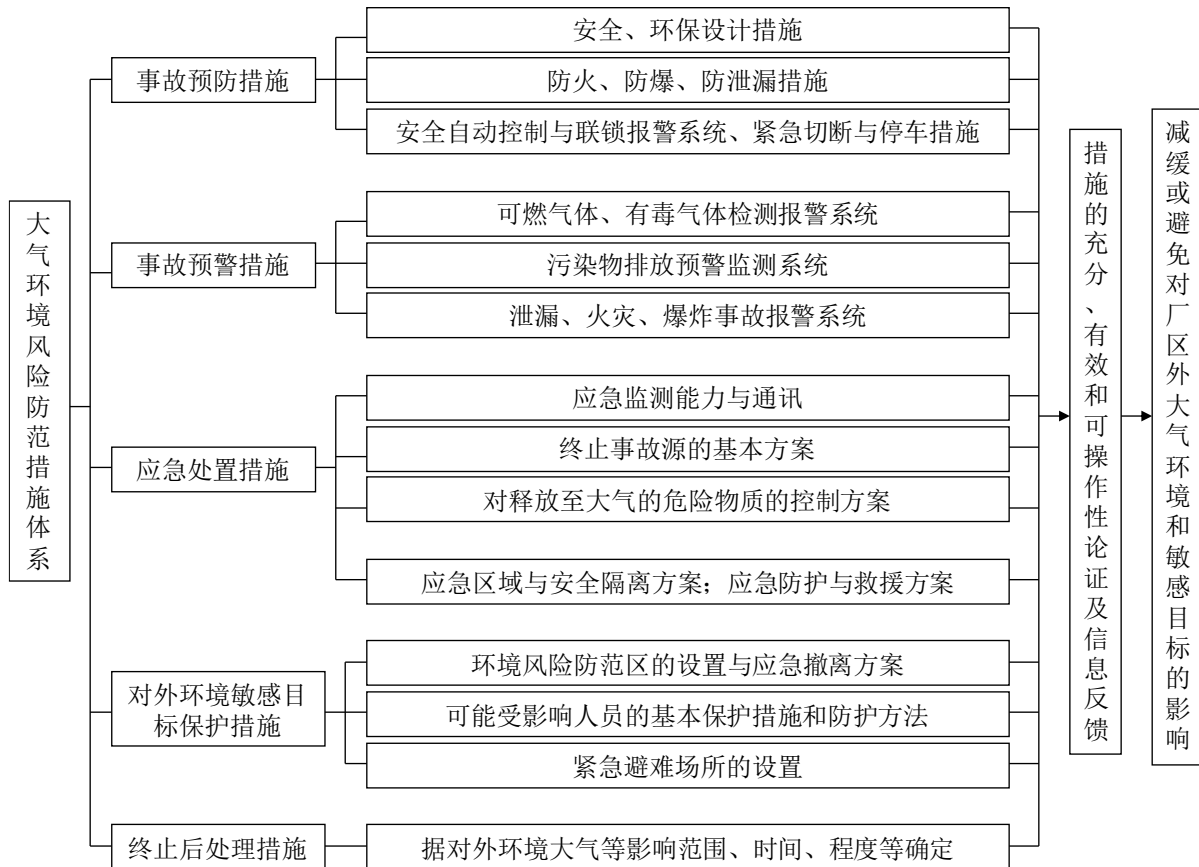 大气环境风险防范措施体系
事故预防措施
安全、环保设计措施
防火、防爆、防泄漏措施
安全自动控制与联锁报警系统、紧急切断与停车措施
事故预警措施
可燃气体、有毒气体检测报警系统
污染物排放预警监测系统
泄漏、火灾、爆炸事故报警系统
应急处置措施
应急监测能力与通讯
终止事故源的基本方案
对释放至大气的危险物质的控制方案
应急区域与安全隔离方案；应急防护与救援方案
对外环境敏感目
标保护措施
环境风险防范区的设置与应急撤离方案
可能受影响人员的基本保护措施和防护方法
紧急避难场所的设置
终止后处理措施
据对外环境大气等影响范围、时间、程度等确定
措施的充分、有效和可操作性论证及信息反馈
减缓或避免对厂区外大气环境和敏感目标的影响